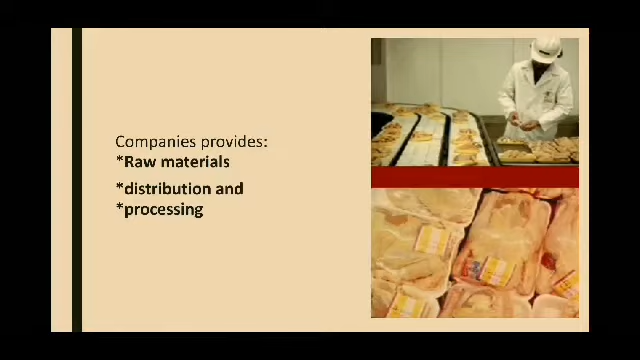 Companies provides:
*Raw materials
*distribution and
*processing